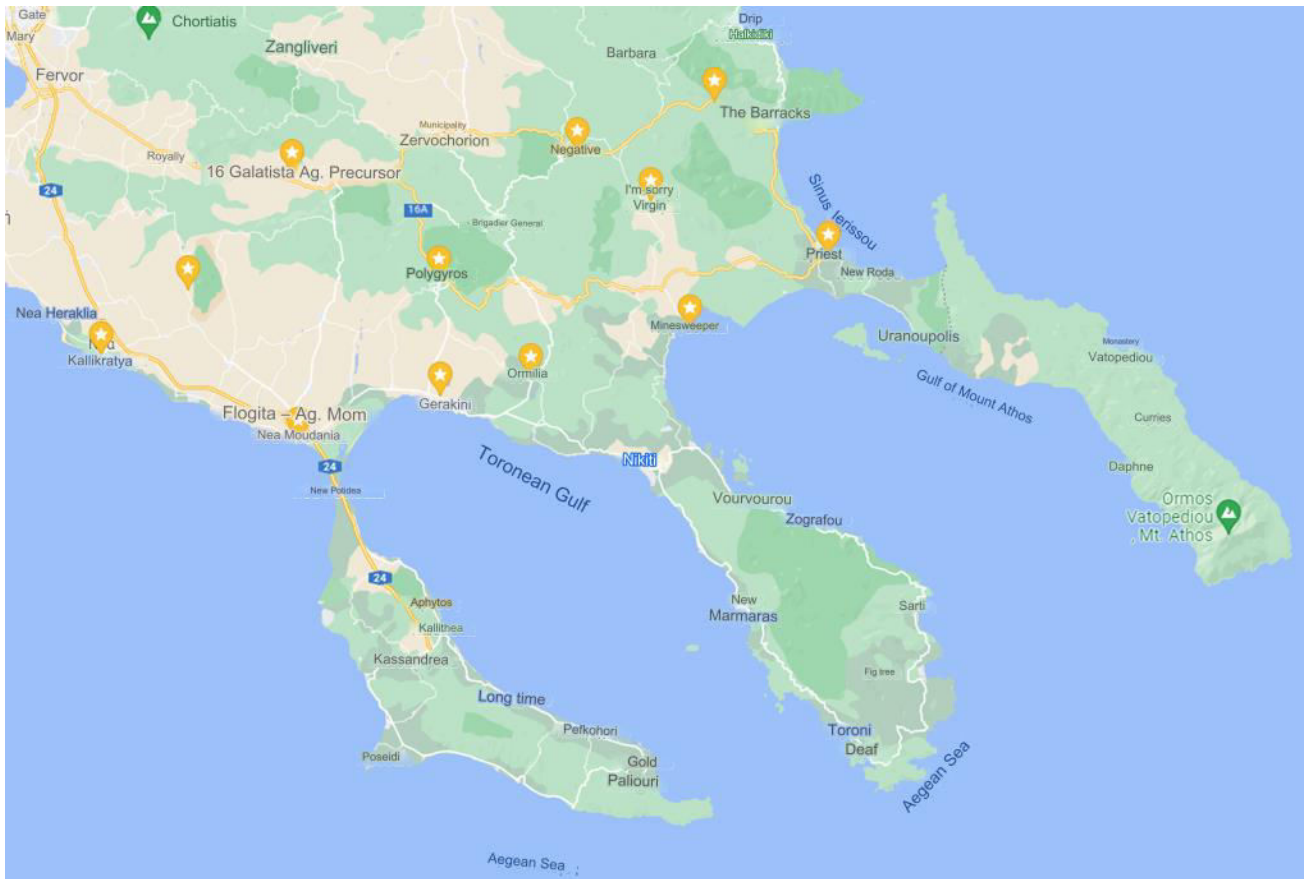 Gate
Mary
Chortiatis
Drip
Halkidiki
Zangliveri
Barbara
Fervor
The Barracks
Municipality
Zervochorion
Negative
Royally
16 Galatista Ag. Precursor
24
I'm sorry
Virgin
16A
Brigadier General
Sinus Ierissou
Polygyros
Priest
New Roda
Nea Heraklia
Minesweeper
Uranoupolis
Monastery
Vatopediou
Kallikratya
Ormilia
Gulf of Mount Athos
Gerakini
Flogita – Ag. Mom
Nea Moudania
Curries
24
Toronean Gulf
Nikiti
Daphne
New Potidea
Vourvourou
Ormos
Vatopediou
, Mt. Athos
Zografou
24
Aphytos
New
Marmaras
Sarti
Kallithea
Kassandrea
Fig tree
Long time
Pefkohori
Toroni
Deaf
Poseidi
Gold
Paliouri
Aegean Sea
Aegean Sea